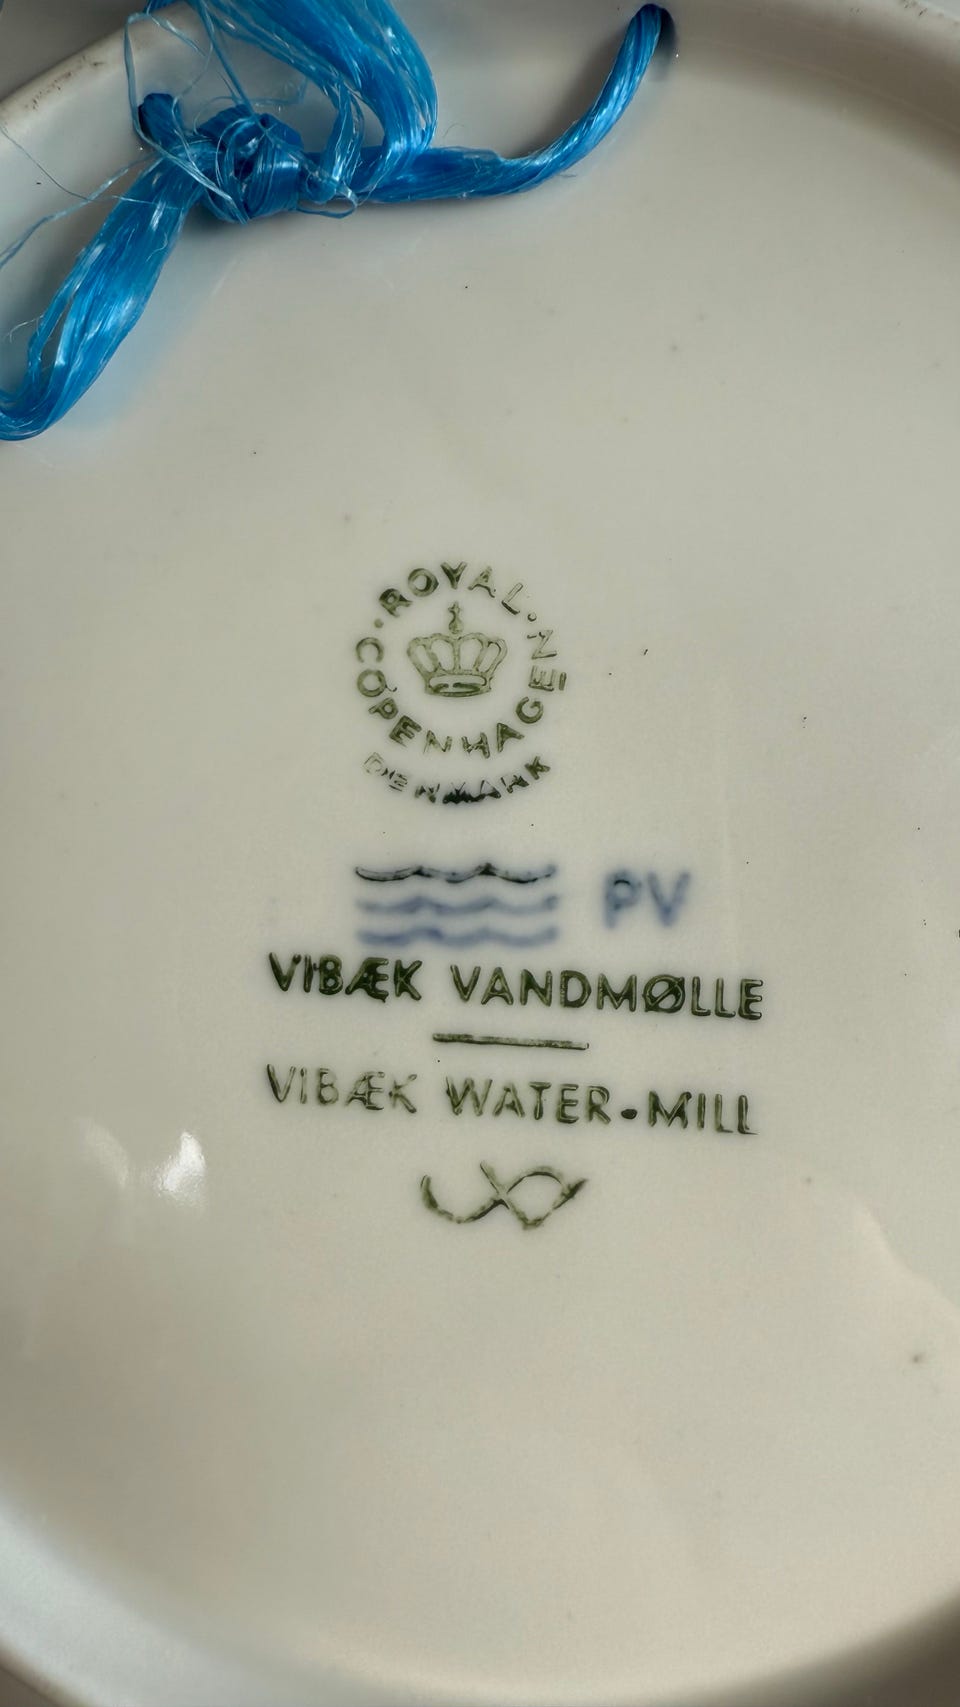 ROYAL · COPENHAGEN ·
DENMARK
PV
VIBÆK VANDMØLLE
VIBÆK WATER-MILL